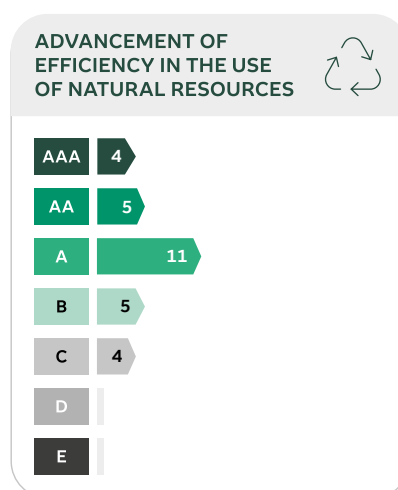 ADVANCEMENT OF
EFFICIENCY IN THE USE
OF NATURAL RESOURCES
AAA 4
AA 5
A 11
B 5
C 4
D
E